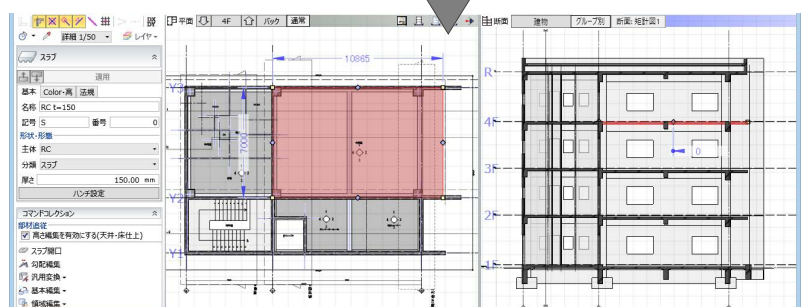 詳細 1/50
レイヤ
スラブ
適用
基本 Color・高 法規
名称 RC t=150
記号 S 番号 0
形状・形態
主体 RC
分類 スラブ
厚さ 150.00 mm
ハンチ設定
コマンドコレクション
部材追従
高さ編集を有効にする(天井・床仕上)
スラブ開口
勾配編集
汎用変換
基本編集
領域編集
平面 4F バック 通常
10865
Y3
7000
Y2
Y1
断面 建物 グループ別 断面: 矩計図1
R
4F
0
3F
2F
1F